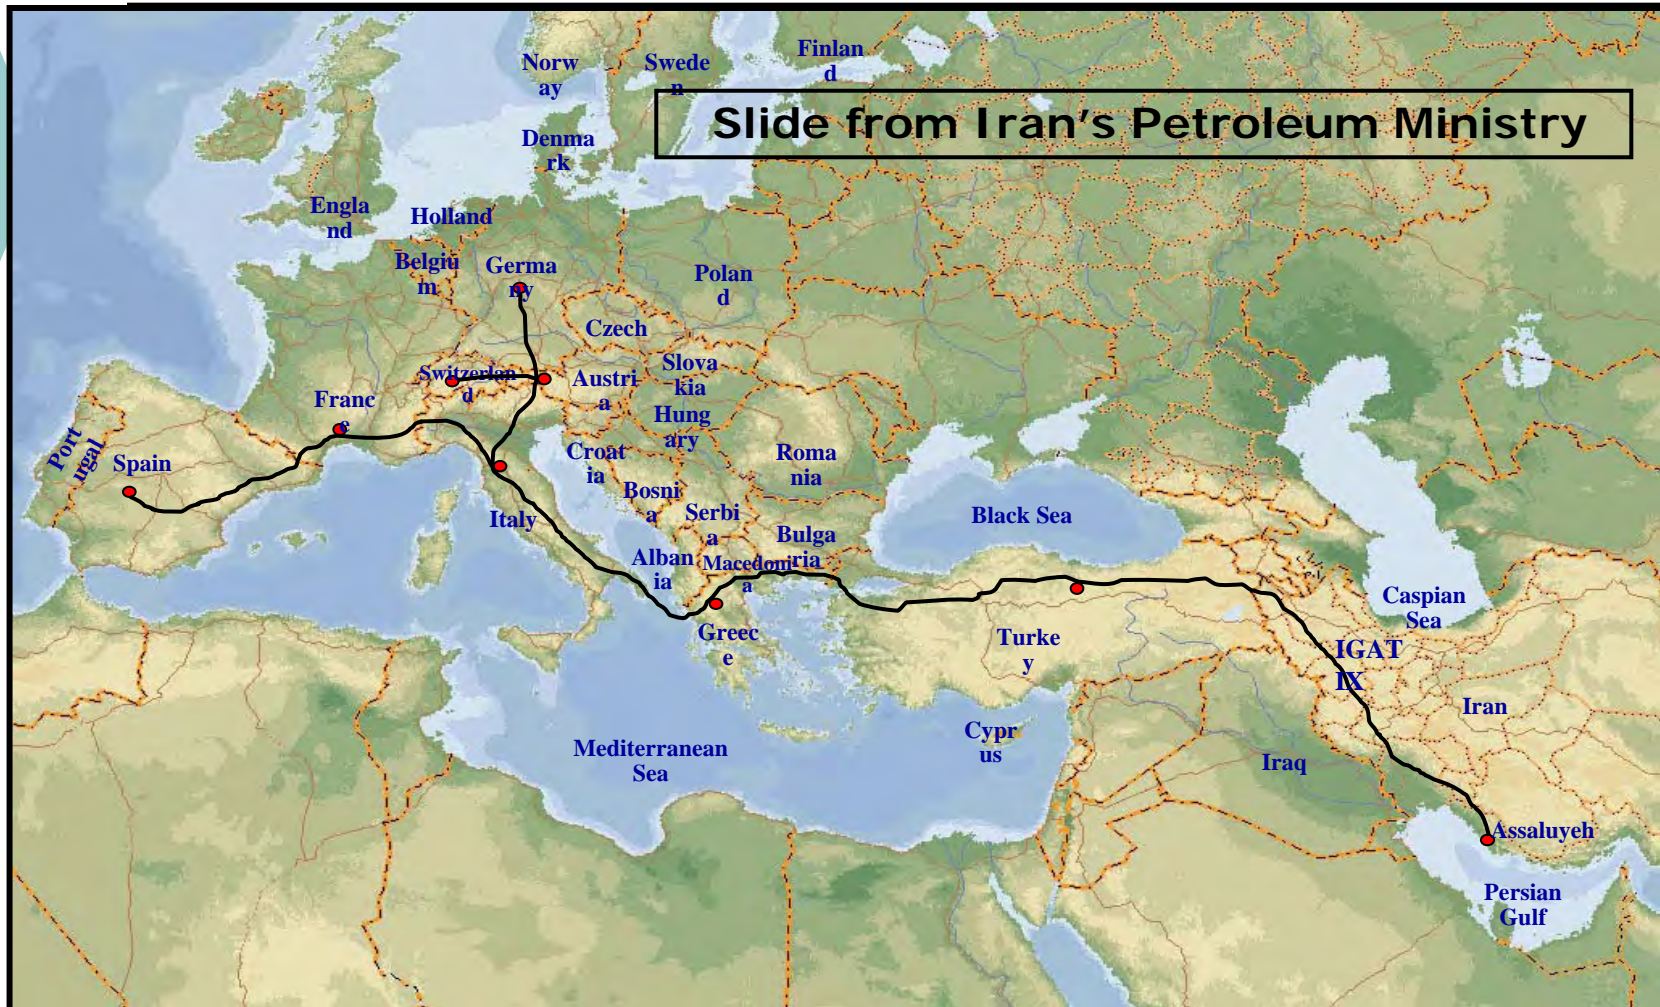 Norw
ay
Swede
n
Finlan
d
Slide from Iran's Petroleum Ministry
Denma
rk
Engla
nd
Holland
Belgiu
m
Germa
ny
Polan
d
Czech
Slova
kia
Switzerlan
d
Austri
a
Franc
e
Hung
ary
Port
ugal
Spain
Croat
ia
Roma
nia
Bosni
a
Serbi
a
Italy
Black Sea
Bulga
ria
Alban
ia
Macedoni
a
Caspian
Sea
Greec
e
Turke
y
IGAT
IX
Iran
Cypr
us
Mediterranean
Sea
Iraq
Assaluyeh
Persian
Gulf